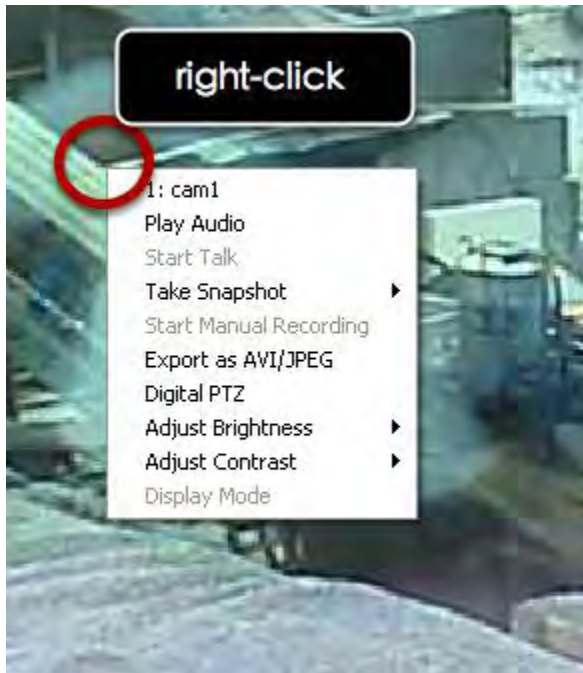 right-click
1: cam1
Play Audio
Start Talk
Take Snapshot
Start Manual Recording
Export as AVI/JPEG
Digital PTZ
Adjust Brightness
Adjust Contrast
Display Mode